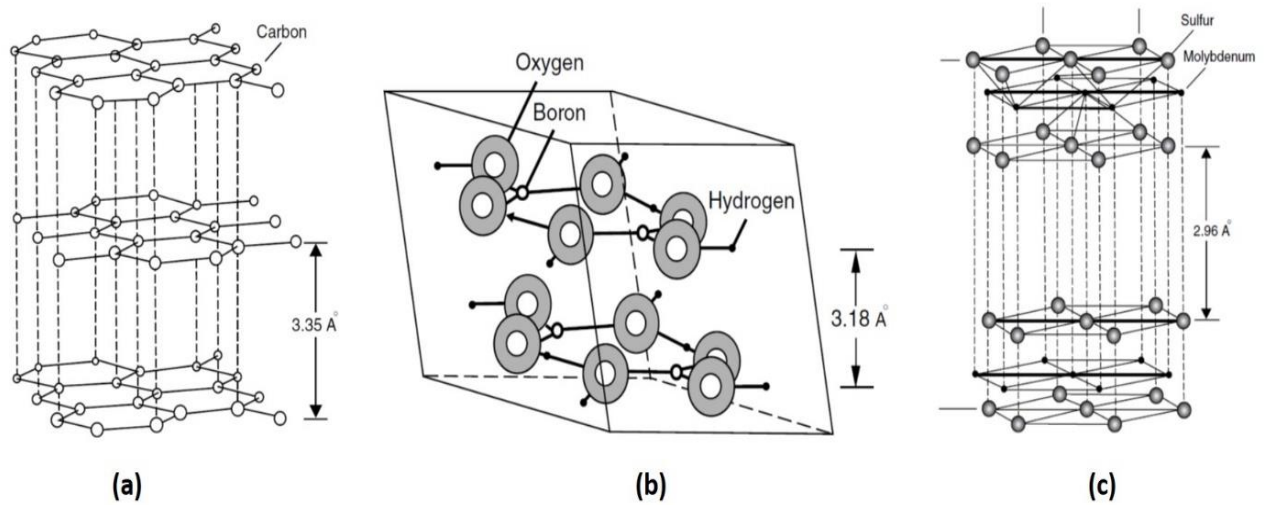 Carbon
3.35 A°
(a)
Oxygen
Boron
Hydrogen
3.18 A°
(b)
Sulfur
Molybdenum
2.96 A°
(c)